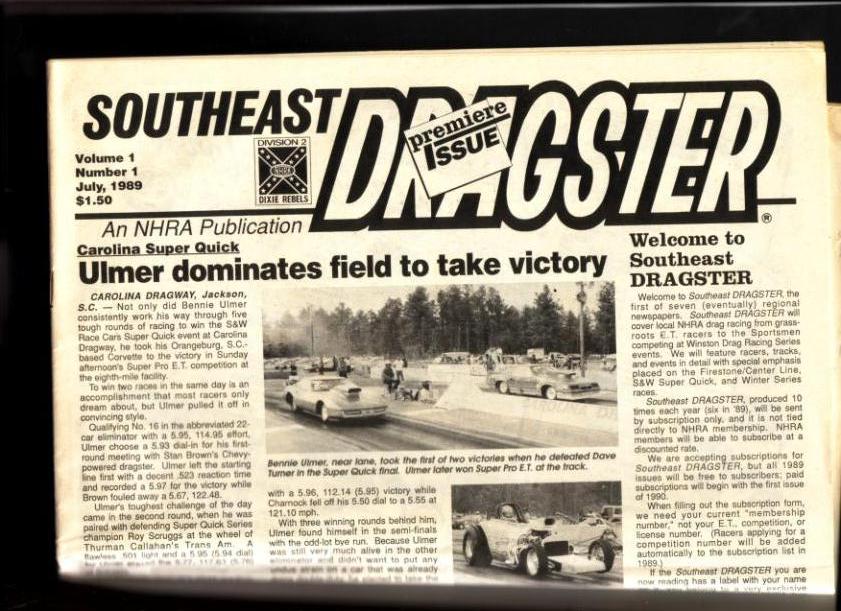 SOUTHEAST DRAGSTER
premiere
ISSUE
Volume 1
Number 1
July, 1989
$1.50
DIVISION 2
NHRA
DIXIE REBELS
®
An NHRA Publication
Carolina Super Quick
Ulmer dominates field to take victory
CAROLINA DRAGWAY, Jackson,
S.C. — Not only did Bennie Ulmer
consistently work his way through five
tough rounds of racing to win the S&W
Race Cars Super Quick event at Carolina
Dragway, he took his Orangeburg, S.C.-
based Corvette to the victory in Sunday
afternoon's Super Pro E.T. competition at
the eighth-mile facility.
To win two races in the same day is an
accomplishment that most racers only
dream about, but Ulmer pulled it off in
convincing style.
Qualifying No. 16 in the abbreviated 22-
car eliminator with a 5.95, 114.95 effort,
Ulmer choose a 5.93 dial-in for his first-
round meeting with Stan Brown's Chevy-
powered dragster. Ulmer left the starting
line first with a decent .523 reaction time
and recorded a 5.97 for the victory while
Brown fouled away a 5.67, 122.48.
Ulmer's toughest challenge of the day
came in the second round, when he was
paired with defending Super Quick Series
champion Roy Scruggs at the wheel of
Thurman Callahan's Trans Am. A
flawless .501 light and a 5.95 (5.94 dial)
Bennie Ulmer, near lane, took the first of two victories when he defeated Dave
Turner in the Super Quick final. Ulmer later won Super Pro E.T. at the track.
with a 5.96, 112.14 (5.95) victory while
Charnock fell off his 5.50 dial to a 5.55 at
121.10 mph.
With three winning rounds behind him,
Ulmer found himself in the semi-finals
with the odd-lot bye run. Because Ulmer
was still very much alive in the other
eliminator and didn't want to put any
undue strain on a car that was already
Welcome to
Southeast
DRAGSTER
Welcome to Southeast DRAGSTER, the
first of seven (eventually) regional
newspapers. Southeast DRAGSTER will
cover local NHRA drag racing from grass-
roots E.T. racers to the Sportsmen
competing at Winston Drag Racing Series
events. We will feature racers, tracks,
and events in detail with special emphasis
placed on the Firestone/Center Line,
S&W Super Quick, and Winter Series
races.
Southeast DRAGSTER, produced 10
times each year (six in '89), will be sent
by subscription only, and it is not tied
directly to NHRA membership. NHRA
members will be able to subscribe at a
discounted rate.
We are accepting subscriptions for
Southeast DRAGSTER, but all 1989
issues will be free to subscribers; paid
subscriptions will begin with the first issue
of 1990.
When filling out the subscription form,
we need your current "membership
number," not your E.T., competition, or
license number. (Racers applying for a
competition number will be added
automatically to the subscription list in
1989.)
If the Southeast DRAGSTER you are
now reading has a label with your name